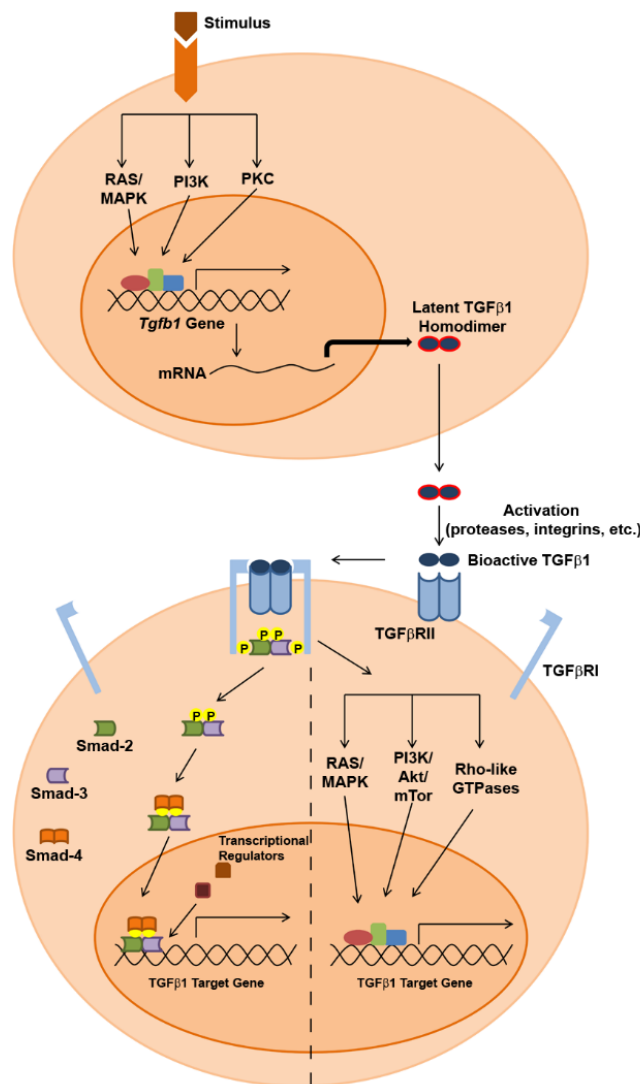 Stimulus
RAS/
MAPK
PI3K
PKC
Tgfb1 Gene
mRNA
Latent TGFβ1
Homodimer
Activation
(proteases, integrins, etc.)
Bioactive TGFβ1
TGFβRII
TGFβRI
P
P
P
P
P
P
Smad-2
Smad-3
Smad-4
RAS/
MAPK
PI3K/
Akt/
mTor
Rho-like
GTPases
Transcriptional
Regulators
TGFβ1 Target Gene
TGFβ1 Target Gene